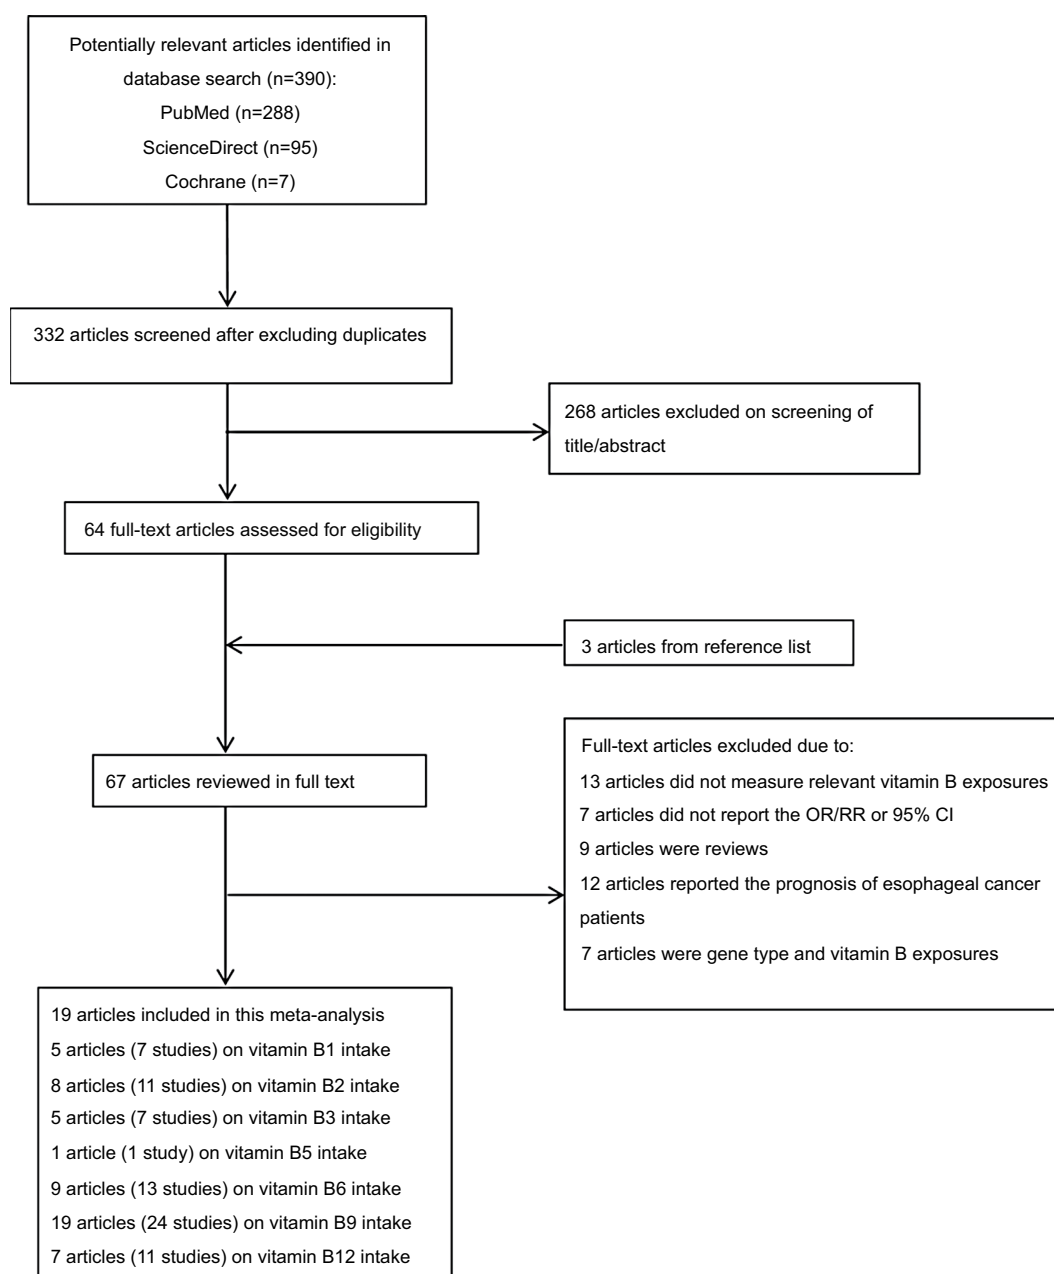 Potentially relevant articles identified in
database search (n=390):
PubMed (n=288)
ScienceDirect (n=95)
Cochrane (n=7)
332 articles screened after excluding duplicates
268 articles excluded on screening of
title/abstract
64 full-text articles assessed for eligibility
3 articles from reference list
67 articles reviewed in full text
Full-text articles excluded due to:
13 articles did not measure relevant vitamin B exposures
7 articles did not report the OR/RR or 95% CI
9 articles were reviews
12 articles reported the prognosis of esophageal cancer
patients
7 articles were gene type and vitamin B exposures
19 articles included in this meta-analysis
5 articles (7 studies) on vitamin B1 intake
8 articles (11 studies) on vitamin B2 intake
5 articles (7 studies) on vitamin B3 intake
1 article (1 study) on vitamin B5 intake
9 articles (13 studies) on vitamin B6 intake
19 articles (24 studies) on vitamin B9 intake
7 articles (11 studies) on vitamin B12 intake